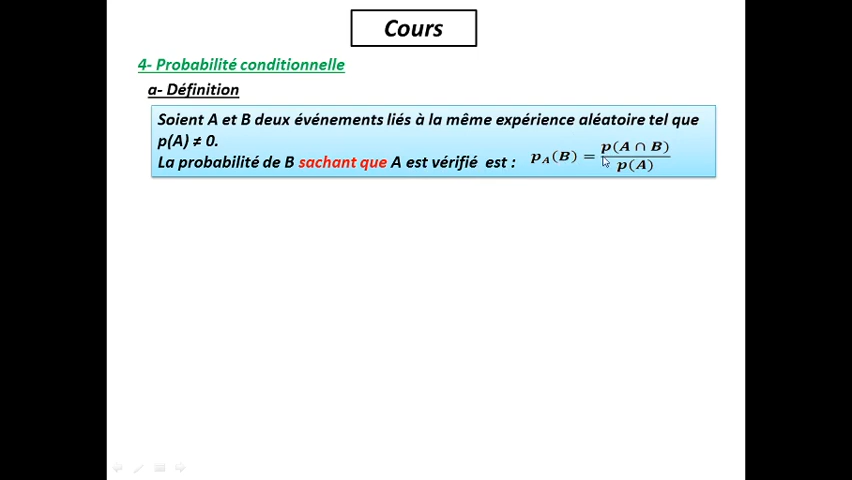 Cours
4- Probabilité conditionnelle
a- Définition
Soient A et B deux événements liés à la même expérience aléatoire tel que
p(A) ≠ 0.
La probabilité de B sachant que A est vérifié est : p_A(B) = p(A ∩ B) / p(A)